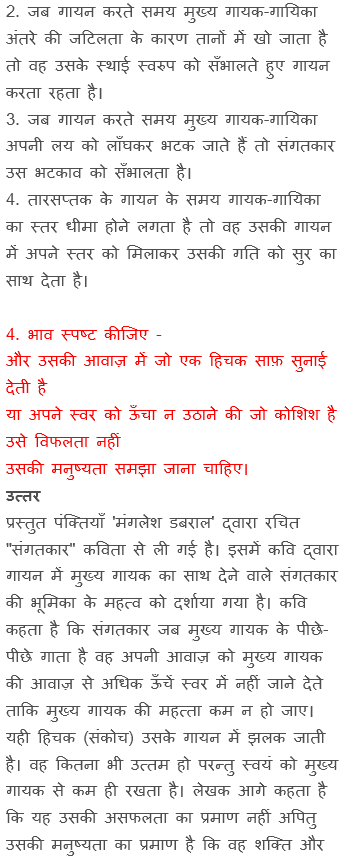 2. जब गायन करते समय मुख्य गायक-गायिका
अंतरे की जटिलता के कारण तानों में खो जाता है
तो वह उसके स्थाई स्वरुप को सँभालते हुए गायन
करता रहता है।
3. जब गायन करते समय मुख्य गायक-गायिका
अपनी लय को लाँघकर भटक जाते हैं तो संगतकार
उस भटकाव को सँभालता है।
4. तारसप्तक के गायन के समय गायक-गायिका
का स्तर धीमा होने लगता है तो वह उसकी गायन
में अपने स्तर को मिलाकर उसकी गति को सुर का
साथ देता है।
4. भाव स्पष्ट कीजिए -
और उसकी आवाज़ में जो एक हिचक साफ़ सुनाई
देती है
या अपने स्वर को ऊँचा न उठाने की जो कोशिश है
उसे विफलता नहीं
उसकी मनुष्यता समझा जाना चाहिए।
उत्तर
प्रस्तुत पंक्तियाँ 'मंगलेश डबराल' द्वारा रचित
"संगतकार" कविता से ली गई है। इसमें कवि द्वारा
गायन में मुख्य गायक का साथ देने वाले संगतकार
की भूमिका के महत्व को दर्शाया गया है। कवि
कहता है कि संगतकार जब मुख्य गायक के पीछे-
पीछे गाता है वह अपनी आवाज़ को मुख्य गायक
की आवाज़ से अधिक ऊँचें स्वर में नहीं जाने देते
ताकि मुख्य गायक की महत्ता कम न हो जाए।
यही हिचक (संकोच) उसके गायन में झलक जाती
है। वह कितना भी उत्तम हो परन्तु स्वयं को मुख्य
गायक से कम ही रखता है। लेखक आगे कहता है
कि यह उसकी असफलता का प्रमाण नहीं अपितु
उसकी मनुष्यता का प्रमाण है कि वह शक्ति और